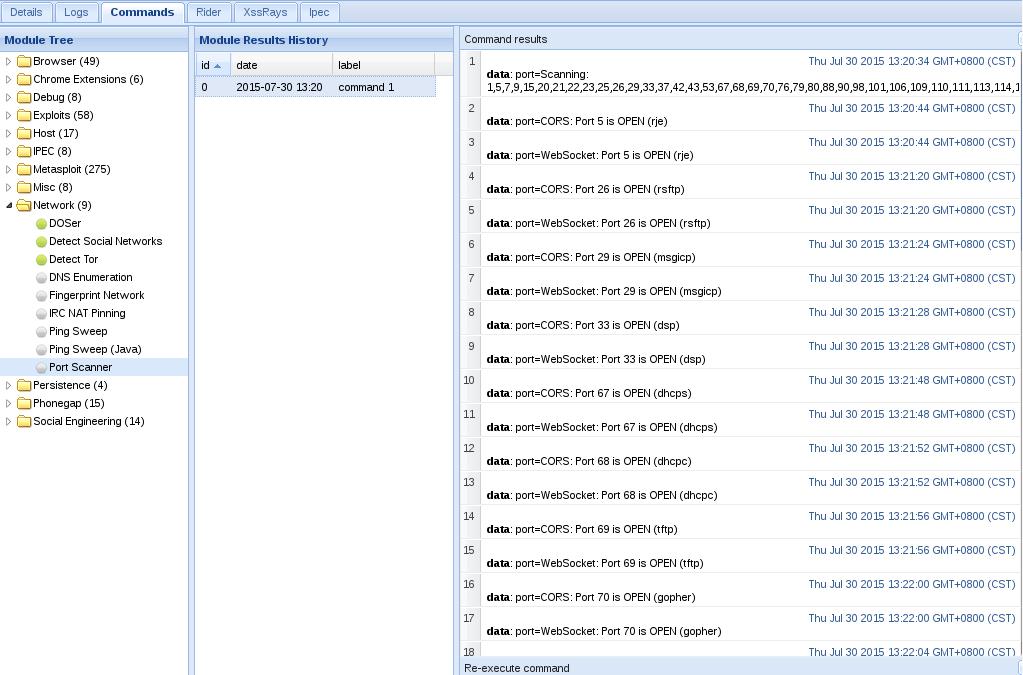 Details Logs Commands Rider XssRays Ipec
Module Tree
Browser (49)
Chrome Extensions (6)
Debug (8)
Exploits (58)
Host (17)
IPEC (8)
Metasploit (275)
Misc (8)
Network (9)
DOSer
Detect Social Networks
Detect Tor
DNS Enumeration
Fingerprint Network
IRC NAT Pinning
Ping Sweep
Ping Sweep (Java)
Port Scanner
Persistence (4)
Phonegap (15)
Social Engineering (14)
Module Results History
id date label
0 2015-07-30 13:20 command 1
Command results
1 Thu Jul 30 2015 13:20:34 GMT+0800 (CST)
data: port=Scanning:
1,5,7,9,15,20,21,22,23,25,26,29,33,37,42,43,53,67,68,69,70,76,79,80,88,90,98,101,106,109,110,111,113,114,1
2 Thu Jul 30 2015 13:20:44 GMT+0800 (CST)
data: port=CORS: Port 5 is OPEN (rje)
3 Thu Jul 30 2015 13:20:44 GMT+0800 (CST)
data: port=WebSocket: Port 5 is OPEN (rje)
4 Thu Jul 30 2015 13:21:20 GMT+0800 (CST)
data: port=CORS: Port 26 is OPEN (rsftp)
5 Thu Jul 30 2015 13:21:20 GMT+0800 (CST)
data: port=WebSocket: Port 26 is OPEN (rsftp)
6 Thu Jul 30 2015 13:21:24 GMT+0800 (CST)
data: port=CORS: Port 29 is OPEN (msgicp)
7 Thu Jul 30 2015 13:21:24 GMT+0800 (CST)
data: port=WebSocket: Port 29 is OPEN (msgicp)
8 Thu Jul 30 2015 13:21:28 GMT+0800 (CST)
data: port=CORS: Port 33 is OPEN (dsp)
9 Thu Jul 30 2015 13:21:28 GMT+0800 (CST)
data: port=WebSocket: Port 33 is OPEN (dsp)
10 Thu Jul 30 2015 13:21:48 GMT+0800 (CST)
data: port=CORS: Port 67 is OPEN (dhcps)
11 Thu Jul 30 2015 13:21:48 GMT+0800 (CST)
data: port=WebSocket: Port 67 is OPEN (dhcps)
12 Thu Jul 30 2015 13:21:52 GMT+0800 (CST)
data: port=CORS: Port 68 is OPEN (dhcpc)
13 Thu Jul 30 2015 13:21:52 GMT+0800 (CST)
data: port=WebSocket: Port 68 is OPEN (dhcpc)
14 Thu Jul 30 2015 13:21:56 GMT+0800 (CST)
data: port=CORS: Port 69 is OPEN (tftp)
15 Thu Jul 30 2015 13:21:56 GMT+0800 (CST)
data: port=WebSocket: Port 69 is OPEN (tftp)
16 Thu Jul 30 2015 13:22:00 GMT+0800 (CST)
data: port=CORS: Port 70 is OPEN (gopher)
17 Thu Jul 30 2015 13:22:00 GMT+0800 (CST)
data: port=WebSocket: Port 70 is OPEN (gopher)
18 Thu Jul 30 2015 13:22:04 GMT+0800 (CST)
Re-execute command